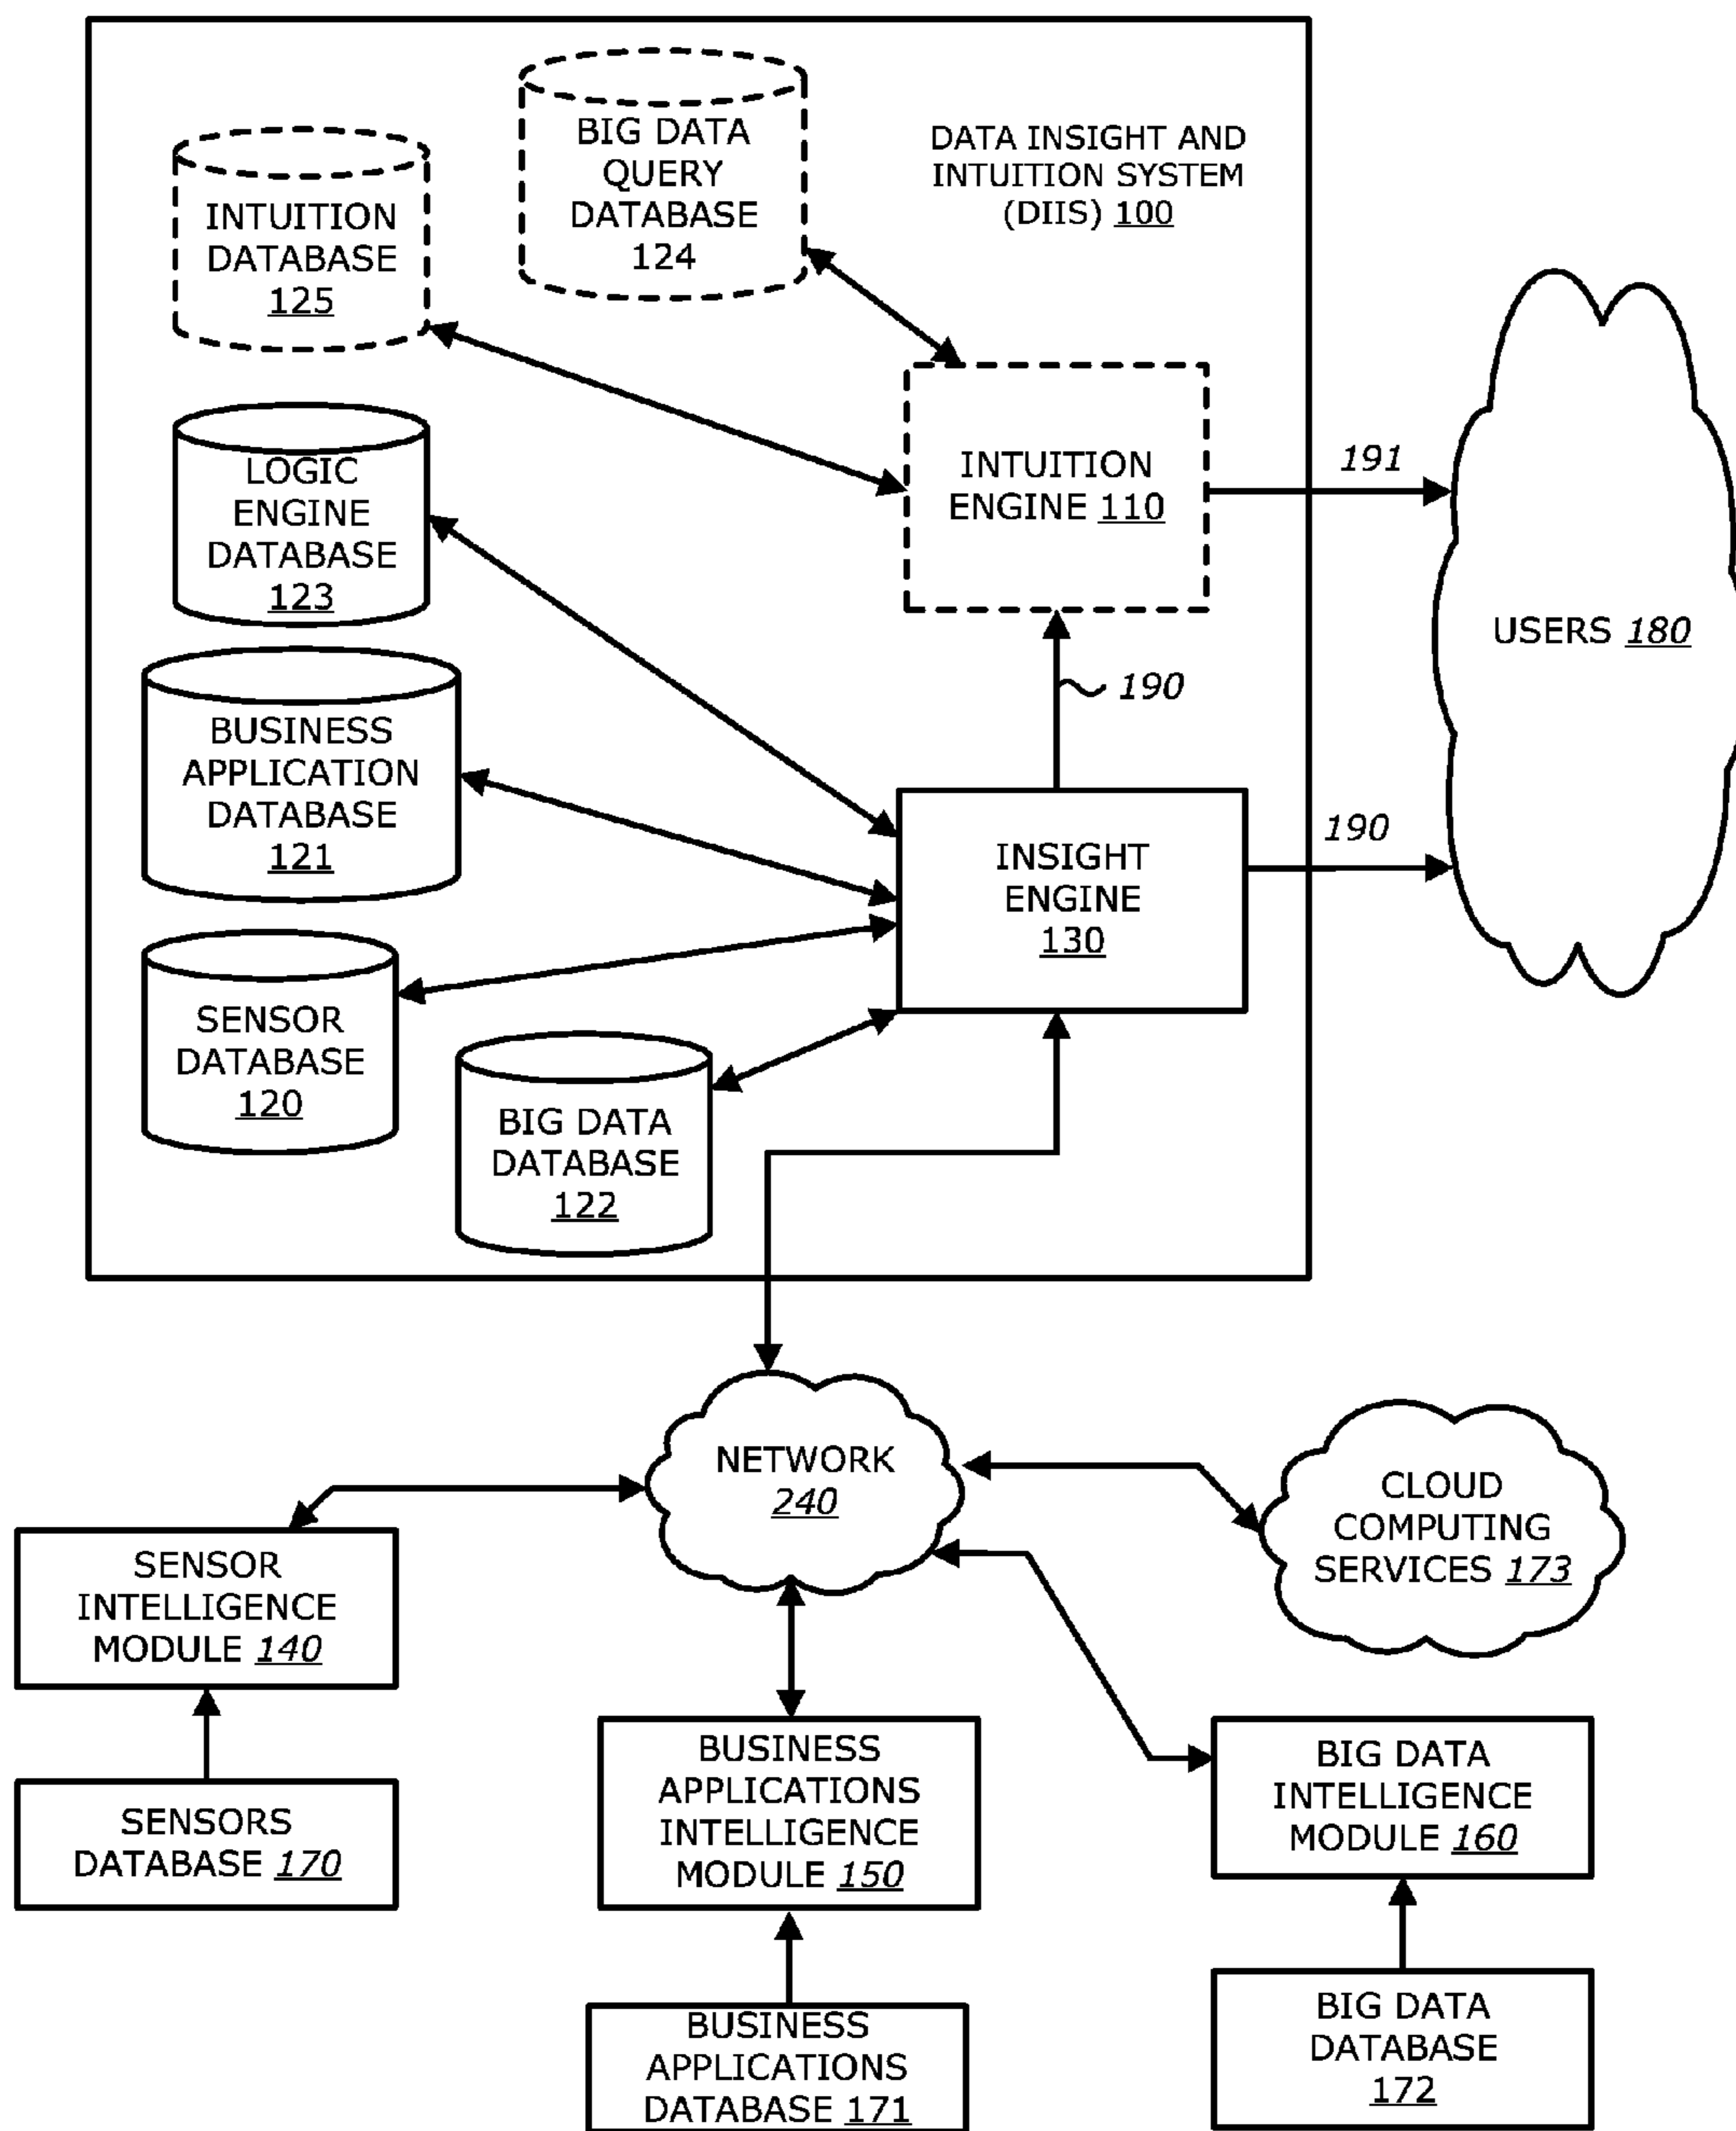 BIG DATA
QUERY
DATABASE
124
DATA INSIGHT AND
INTUITION SYSTEM
(DIIS) 100
INTUITION
DATABASE
125
LOGIC
ENGINE
DATABASE
123
INTUITION
ENGINE 110
191
USERS 180
190
BUSINESS
APPLICATION
DATABASE
121
INSIGHT
ENGINE
130
190
SENSOR
DATABASE
120
BIG DATA
DATABASE
122
NETWORK
240
CLOUD
COMPUTING
SERVICES 173
SENSOR
INTELLIGENCE
MODULE 140
SENSORS
DATABASE 170
BUSINESS
APPLICATIONS
INTELLIGENCE
MODULE 150
BIG DATA
INTELLIGENCE
MODULE 160
BUSINESS
APPLICATIONS
DATABASE 171
BIG DATA
DATABASE
172